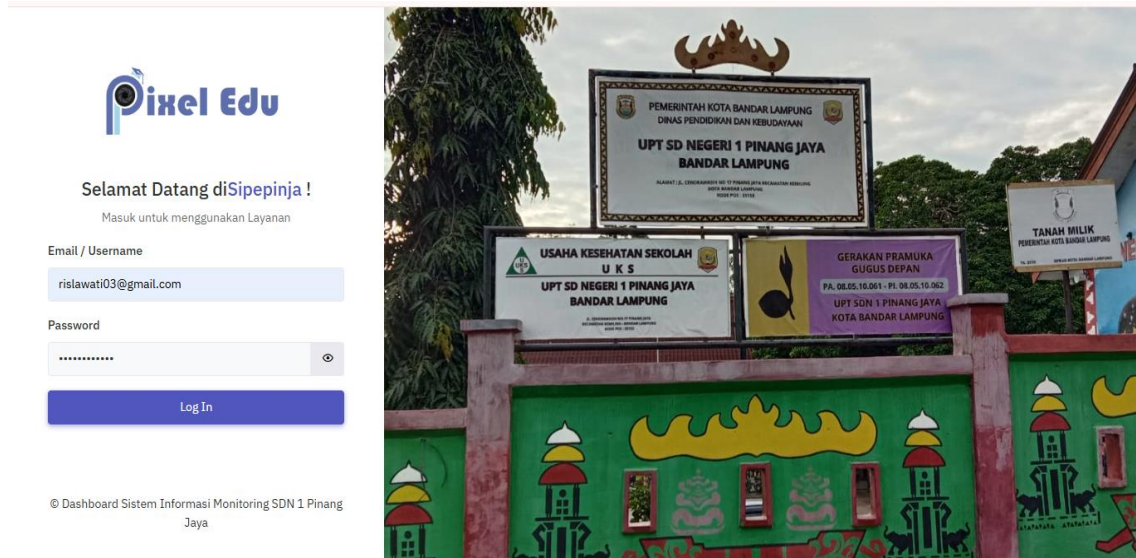 Pixel Edu
Selamat Datang diSipepinja !
Masuk untuk menggunakan Layanan
Email / Username
rislawati03@gmail.com
Password
••••••••••••
Log In
© Dashboard Sistem Informasi Monitoring SDN 1 Pinang
Jaya
PEMERINTAH KOTA BANDAR LAMPUNG
DINAS PENDIDIKAN DAN KEBUDAYAAN
UPT SD NEGERI 1 PINANG JAYA
BANDAR LAMPUNG
KOTA BANDAR LAMPUNG
USAHA KESEHATAN SEKOLAH
U K S
UPT SD NEGERI 1 PINANG JAYA
BANDAR LAMPUNG
UKS
GERAKAN PRAMUKA
GUGUS DEPAN
PA. 08.05.10.061 - PI. 08.05.10.062
UPT SDN 1 PINANG JAYA
KOTA BANDAR LAMPUNG
TANAH MILIK
PEMERINTAH KOTA BANDAR LAMPUNG